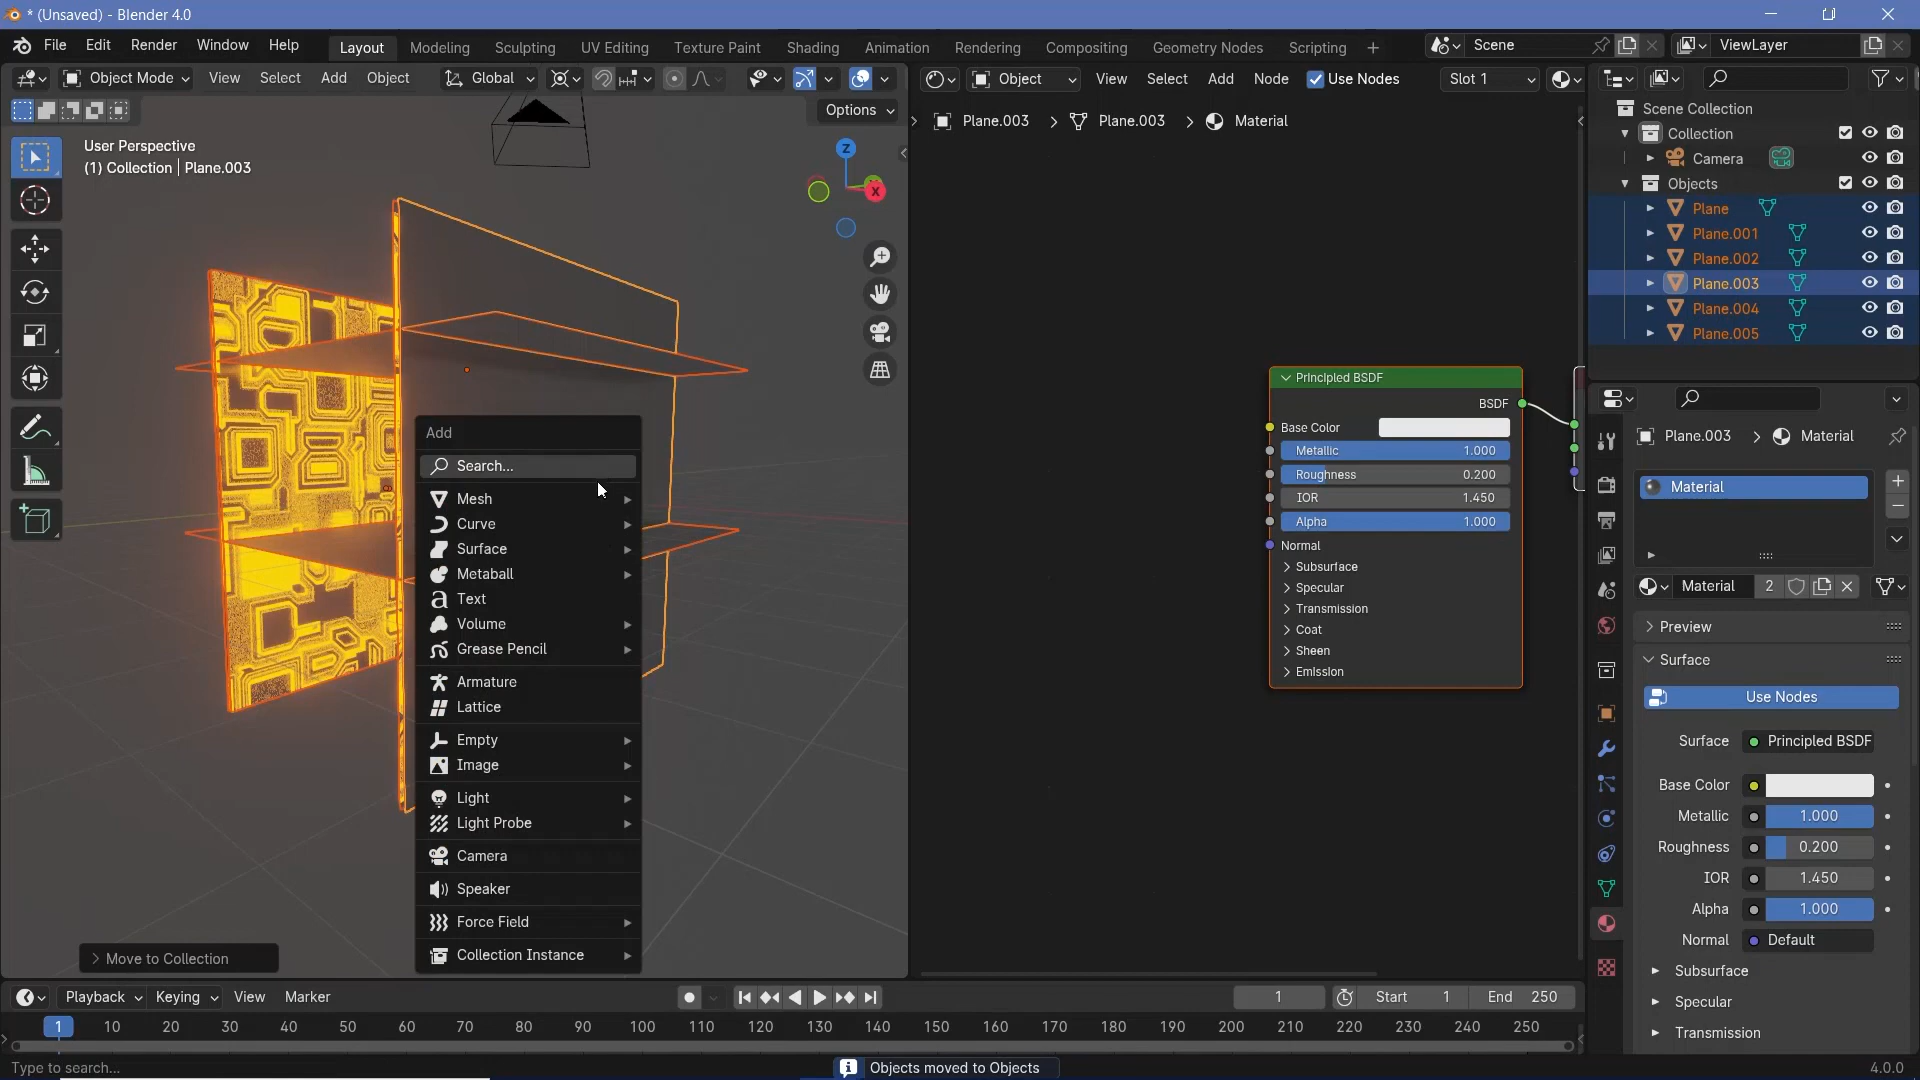 * (Unsaved) - Blender 4.0
File Edit Render Window Help
Layout Modeling Sculpting UV Editing Texture Paint Shading Animation Rendering Compositing Geometry Nodes Scripting +
Scene
ViewLayer
Object Mode View Select Add Object Global
Options
User Perspective
(1) Collection | Plane.003
Z
X
Add
Search...
Mesh
Curve
Surface
Metaball
Text
Volume
Grease Pencil
Armature
Lattice
Empty
Image
Light
Light Probe
Camera
Speaker
Force Field
Collection Instance
Move to Collection
Object View Select Add Node Use Nodes Slot 1
Plane.003 > Plane.003 > Material
Principled BSDF
BSDF
Base Color
Metallic 1.000
Roughness 0.200
IOR 1.450
Alpha 1.000
Normal
Subsurface
Specular
Transmission
Coat
Sheen
Emission
Scene Collection
Collection
Camera
Objects
Plane
Plane.001
Plane.002
Plane.003
Plane.004
Plane.005
Plane.003 > Material
Material
Material 2
Preview
Surface
Use Nodes
Surface Principled BSDF
Base Color
Metallic 1.000
Roughness 0.200
IOR 1.450
Alpha 1.000
Normal Default
Subsurface
Specular
Transmission
Playback Keying View Marker
1 Start 1 End 250
1 10 20 30 40 50 60 70 80 90 100 110 120 130 140 150 160 170 180 190 200 210 220 230 240 250
Type to search...
Objects moved to Objects
4.0.0